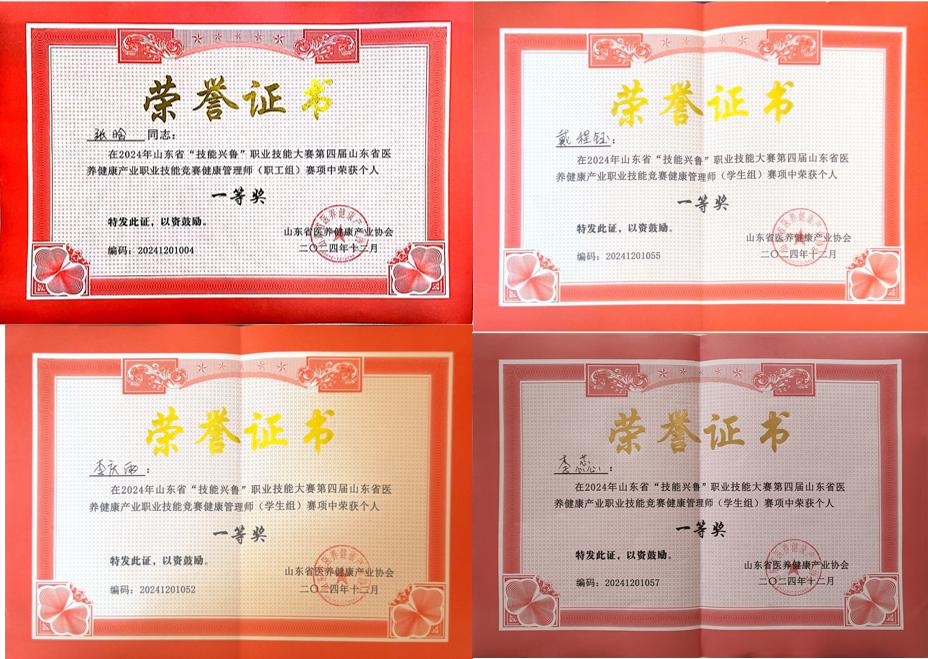 荣誉证书
张晗 同志：
在2024年山东省“技能兴鲁”职业技能大赛第四届山东省医
养健康产业职业技能竞赛健康管理师（职工组）赛项中荣获个人
一等奖
特发此证，以资鼓励。
山东省医养健康产业协会
编码：20241201004
二〇二四年十二月
荣誉证书
戴程钰：
在2024年山东省“技能兴鲁”职业技能大赛第四届山东省医
养健康产业职业技能竞赛健康管理师（学生组）赛项中荣获个人
一等奖
特发此证，以资鼓励。
山东省医养健康产业协会
编码：20241201055
二〇二四年十二月
荣誉证书
李庆：
在2024年山东省“技能兴鲁”职业技能大赛第四届山东省医
养健康产业职业技能竞赛健康管理师（学生组）赛项中荣获个人
一等奖
特发此证，以资鼓励。
山东省医养健康产业协会
编码：20241201052
二〇二四年十二月
荣誉证书
李蕊：
在2024年山东省“技能兴鲁”职业技能大赛第四届山东省医
养健康产业职业技能竞赛健康管理师（学生组）赛项中荣获个人
一等奖
特发此证，以资鼓励。
山东省医养健康产业协会
编码：20241201057
二〇二四年十二月